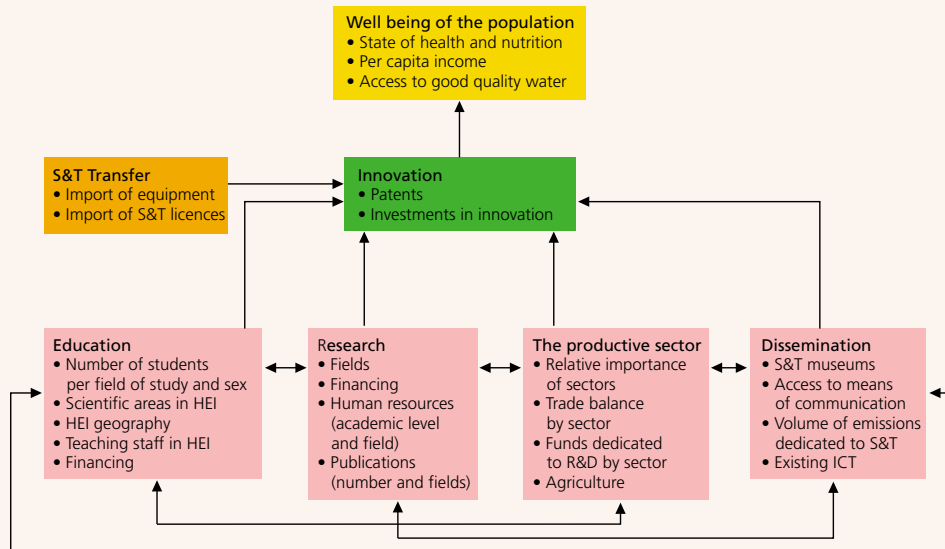 Well being of the population
• State of health and nutrition
• Per capita income
• Access to good quality water
S&T Transfer
• Import of equipment
• Import of S&T licences
Innovation
• Patents
• Investments in innovation
Education
• Number of students
per field of study and sex
• Scientific areas in HEI
• HEI geography
• Teaching staff in HEI
• Financing
Research
• Fields
• Financing
• Human resources
(academic level
and field)
• Publications
(number and fields)
The productive sector
• Relative importance
of sectors
• Trade balance
by sector
• Funds dedicated
to R&D by sector
• Agriculture
Dissemination
• S&T museums
• Access to means
of communication
• Volume of emissions
dedicated to S&T
• Existing ICT